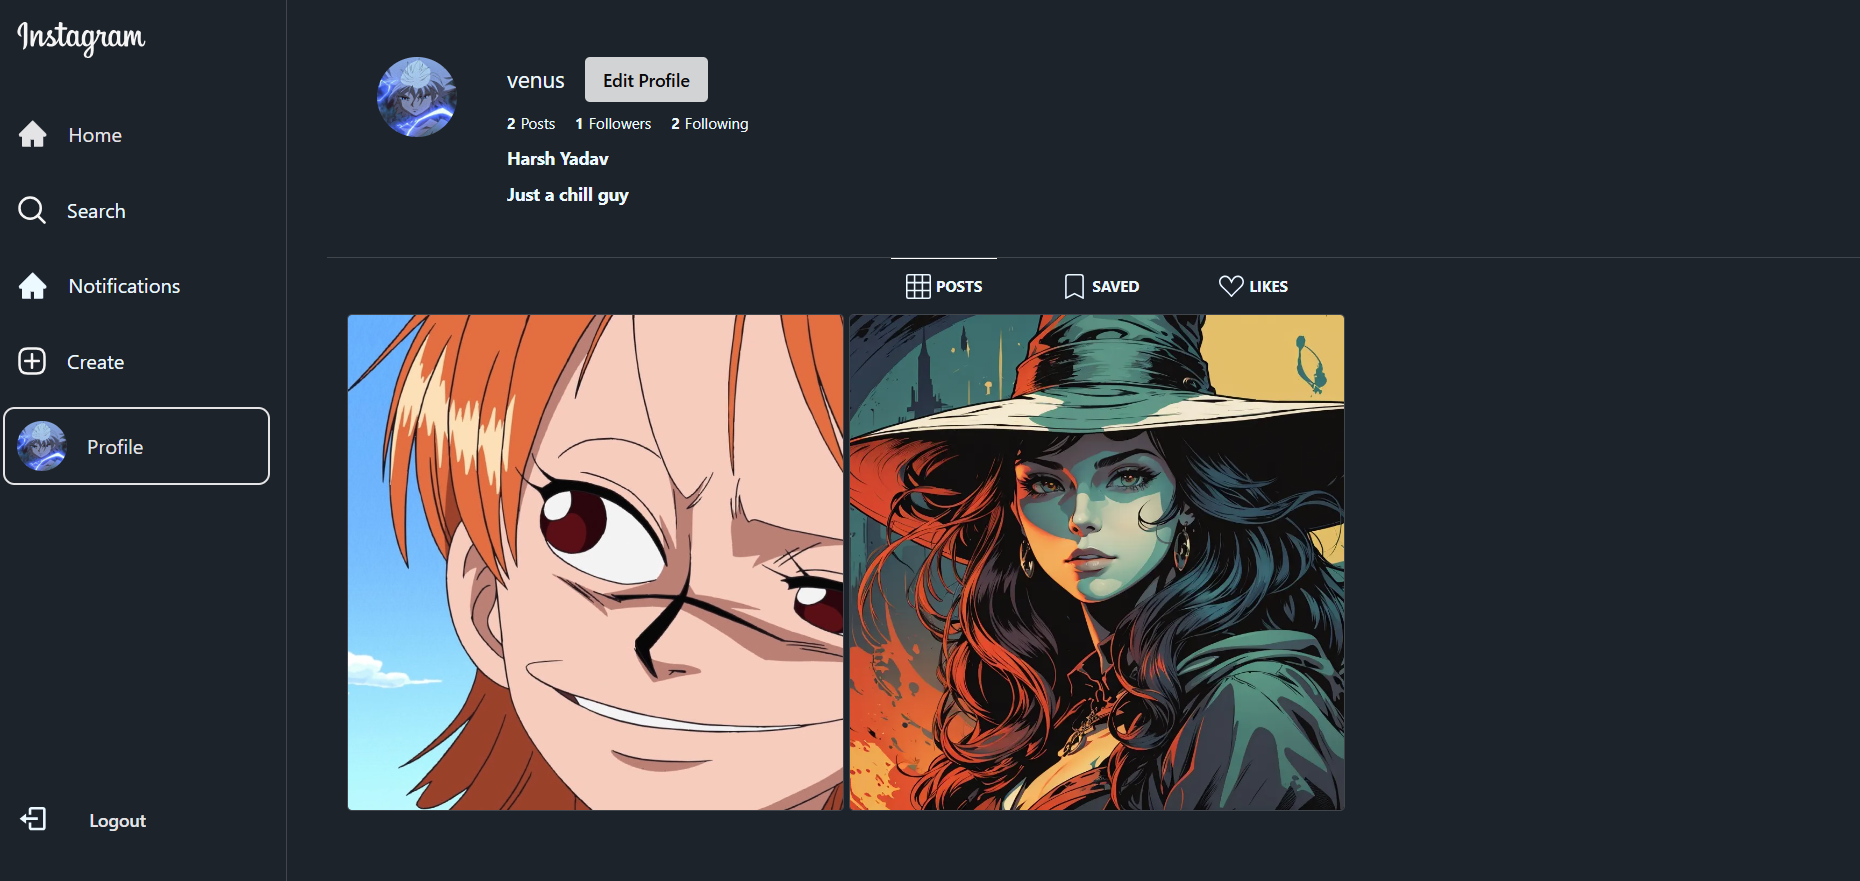 Instagram
Home
Search
Notifications
Create
Profile
Logout
venus Edit Profile
2 Posts 1 Followers 2 Following
Harsh Yadav
Just a chill guy
POSTS SAVED LIKES